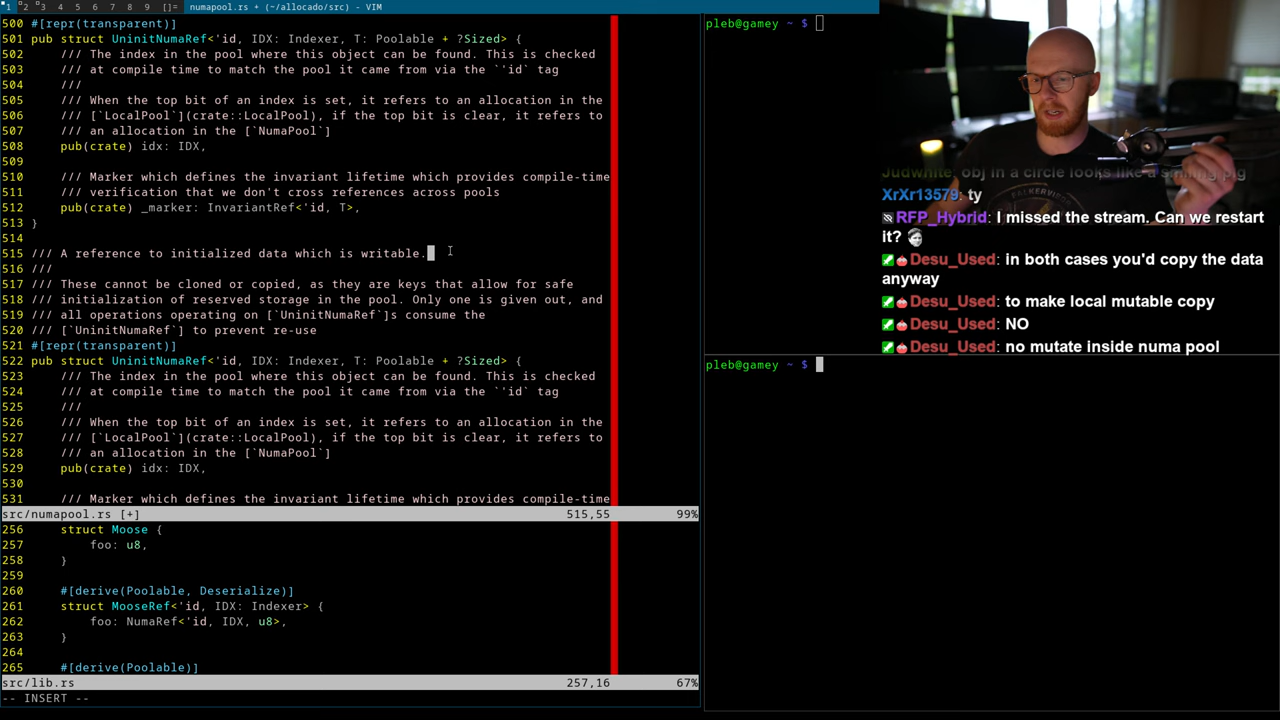 1 2 3 4 5 6 7 8 9 []= numapool.rs + (~/allocado/src) - VIM
500 #[repr(transparent)]
501 pub struct UninitNumaRef<'id, IDX: Indexer, T: Poolable + ?Sized> {
502     /// The index in the pool where this object can be found. This is checked
503     /// at compile time to match the pool it came from via the `'id` tag
504     ///
505     /// When the top bit of an index is set, it refers to an allocation in the
506     /// [`LocalPool`](crate::LocalPool), if the top bit is clear, it refers to
507     /// an allocation in the [`NumaPool`]
508     pub(crate) idx: IDX,
509
510     /// Marker which defines the invariant lifetime which provides compile-time
511     /// verification that we don't cross references across pools
512     pub(crate) _marker: InvariantRef<'id, T>,
513 }
514
515 /// A reference to initialized data which is writable.
516 ///
517 /// These cannot be cloned or copied, as they are keys that allow for safe
518 /// initialization of reserved storage in the pool. Only one is given out, and
519 /// all operations operating on [`UninitNumaRef`]s consume the
520 /// [`UninitNumaRef`] to prevent re-use
521 #[repr(transparent)]
522 pub struct UninitNumaRef<'id, IDX: Indexer, T: Poolable + ?Sized> {
523     /// The index in the pool where this object can be found. This is checked
524     /// at compile time to match the pool it came from via the `'id` tag
525     ///
526     /// When the top bit of an index is set, it refers to an allocation in the
527     /// [`LocalPool`](crate::LocalPool), if the top bit is clear, it refers to
528     /// an allocation in the [`NumaPool`]
529     pub(crate) idx: IDX,
530
531     /// Marker which defines the invariant lifetime which provides compile-time
src/numapool.rs [+] 515,55 99%
256     struct Moose {
257         foo: u8,
258     }
259
260     #[derive(Poolable, Deserialize)]
261     struct MooseRef<'id, IDX: Indexer> {
262         foo: NumaRef<'id, IDX, u8>,
263     }
264
265     #[derive(Poolable)]
src/lib.rs 257,16 67%
-- INSERT --
pleb@gamey ~ $
pleb@gamey ~ $
Judwhite: obj in a circle looks like a smiling pig
XrXr13579: ty
RFP_Hybrid: I missed the stream. Can we restart
it?
Desu_Used: in both cases you'd copy the data
anyway
Desu_Used: to make local mutable copy
Desu_Used: NO
Desu_Used: no mutate inside numa pool